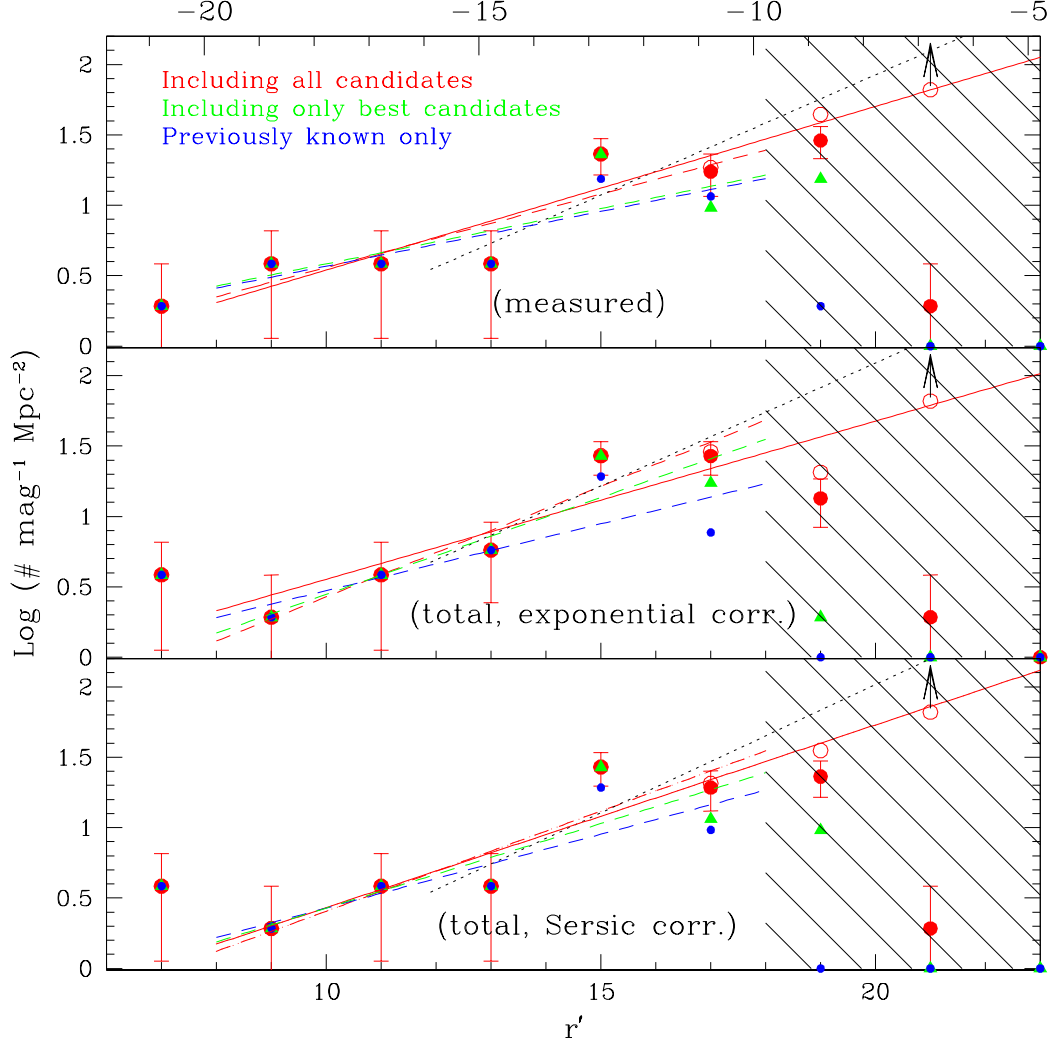 −20 −15 −10 −5
Including all candidates
Including only best candidates
Previously known only
2
1.5
1
0.5
0
(measured)
2
1.5
1
0.5
0
(total, exponential corr.)
2
1.5
1
0.5
0
(total, Sersic corr.)
Log (# mag⁻¹ Mpc⁻²)
10 15 20
r′